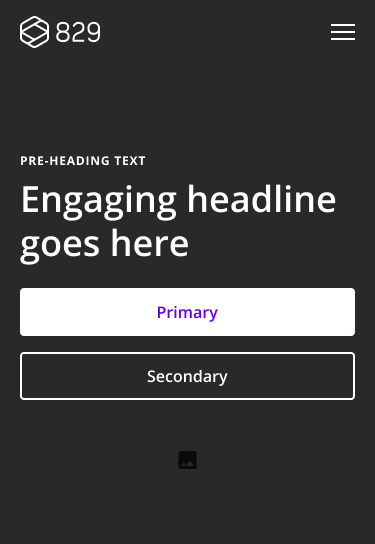 829
PRE-HEADING TEXT
Engaging headline
goes here
Primary
Secondary